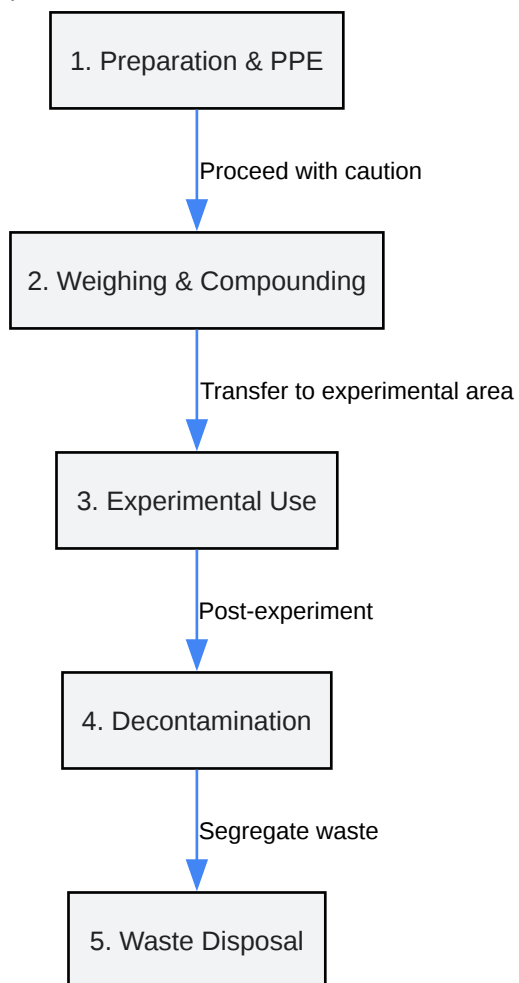 1. Preparation & PPE
Proceed with caution
2. Weighing & Compounding
Transfer to experimental area
3. Experimental Use
Post-experiment
4. Decontamination
Segregate waste
5. Waste Disposal